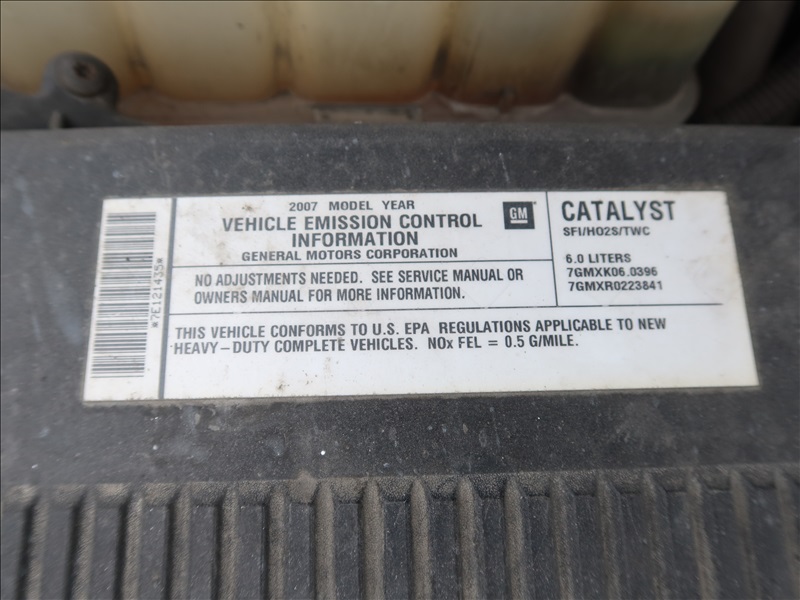 *7E121435*
2007 MODEL YEAR
VEHICLE EMISSION CONTROL
INFORMATION
GENERAL MOTORS CORPORATION
GM
NO ADJUSTMENTS NEEDED. SEE SERVICE MANUAL OR
OWNERS MANUAL FOR MORE INFORMATION.
CATALYST
SFI/HO2S/TWC
6.0 LITERS
7GMXK06.0396
7GMXR0223841
THIS VEHICLE CONFORMS TO U.S. EPA REGULATIONS APPLICABLE TO NEW
HEAVY-DUTY COMPLETE VEHICLES. NOx FEL = 0.5 G/MILE.